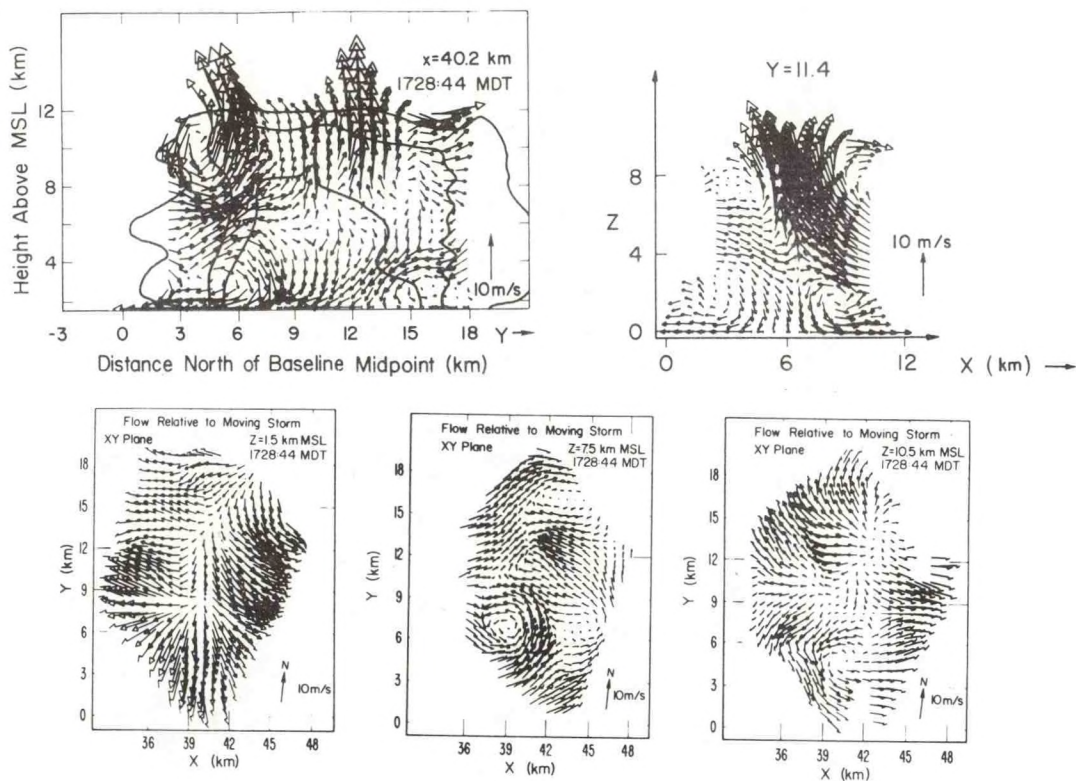 Height Above MSL (km)
12
8
4
x=40.2 km
1728:44 MDT
10m/s
-3 0 3 6 9 12 15 18 Y →
Distance North of Baseline Midpoint (km)
Y=11.4
Z
8
4
0
10 m/s
0 6 12 X (km) →
Flow Relative to Moving Storm
XY Plane Z=1.5 km MSL
1728:44 MDT
Y (km)
18
15
12
9
6
3
0
N
10m/s
36 39 42 45 48
X (km)
Flow Relative to Moving Storm
XY Plane Z=7.5 km MSL
1728:44 MDT
Y (km)
18
15
12
9
6
3
0
N
10m/s
36 39 42 45 48
X (km)
Flow Relative to Moving Storm
XY Plane Z=10.5 km MSL
1728:44 MDT
Y (km)
18
15
12
9
6
3
0
N
10m/s
36 39 42 45 48
X (km)